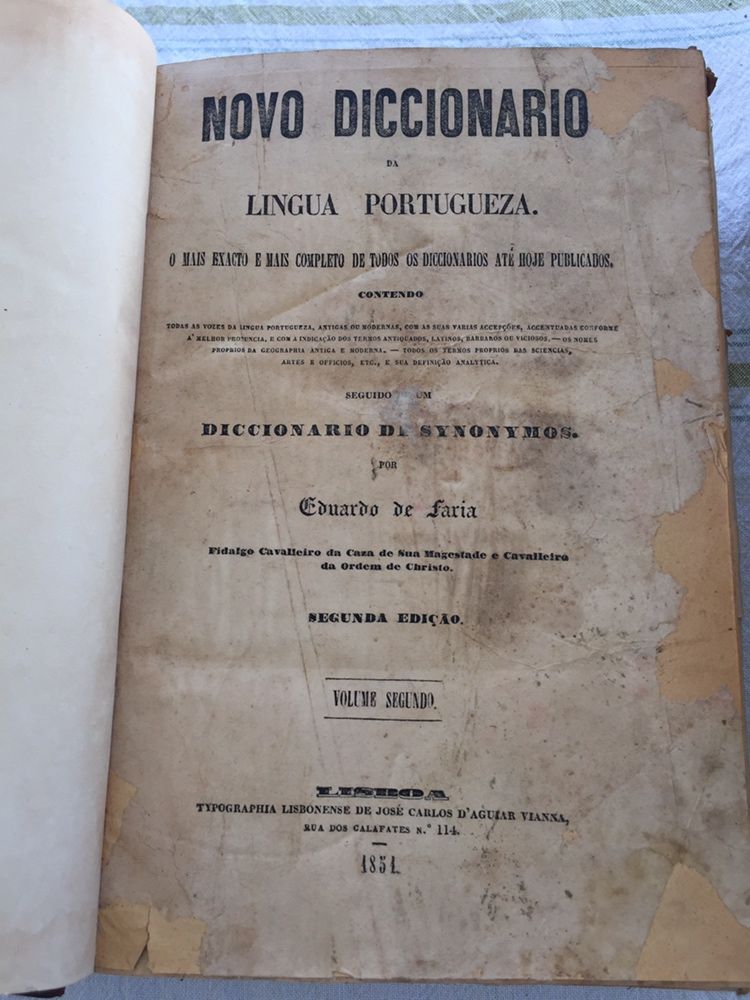 NOVO DICCIONARIO
DA
LINGUA PORTUGUEZA.
O MAIS EXACTO E MAIS COMPLETO DE TODOS OS DICCIONARIOS ATÉ HOJE PUBLICADOS,
CONTENDO
TODAS AS VOZES DA LINGUA PORTUGUEZA, ANTIGAS OU MODERNAS, COM AS SUAS VARIAS ACCEPÇÕES, ACCENTUADAS CONFORME
A' MELHOR PRONUNCIA, E COM A INDICAÇÃO DOS TERMOS ANTIQUADOS, LATINOS, BARBAROS OU VICIOSOS. — OS NOMES
PROPRIOS DA GEOGRAPHIA ANTIGA E MODERNA. — TODOS OS TERMOS PROPRIOS DAS SCIENCIAS,
ARTES E OFFICIOS, ETC., E SUA DEFINIÇÃO ANALYTICA.
SEGUIDO UM
DICCIONARIO DE SYNONYMOS.
POR
Eduardo de Faria
Fidalgo Cavalleiro da Caza de Sua Magestade e Cavalleiro
da Ordem de Christo.
SEGUNDA EDIÇÃO.
VOLUME SEGUNDO.
LISBOA
TYPOGRAPHIA LISBONENSE DE JOSÉ CARLOS D'AGUIAR VIANNA,
RUA DOS CALAFATES N.º 114.
1851.